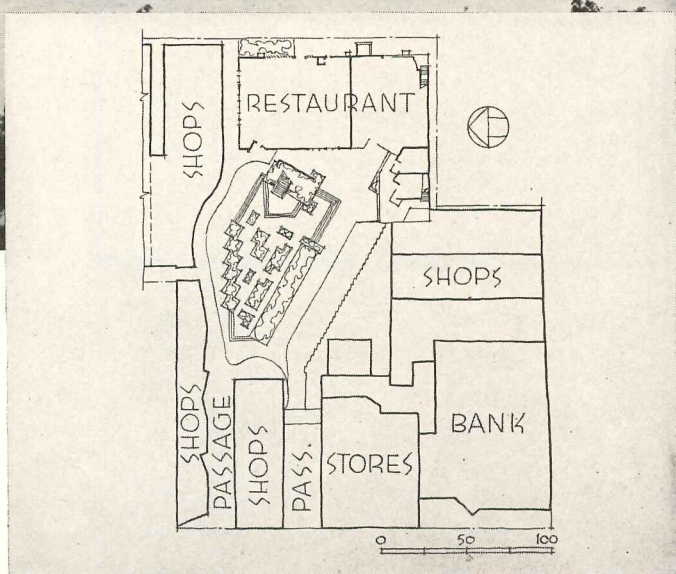 RESTAURANT
SHOPS
SHOPS
SHOPS
PASSAGE
SHOPS
PASS.
STORES
BANK
0 50 100